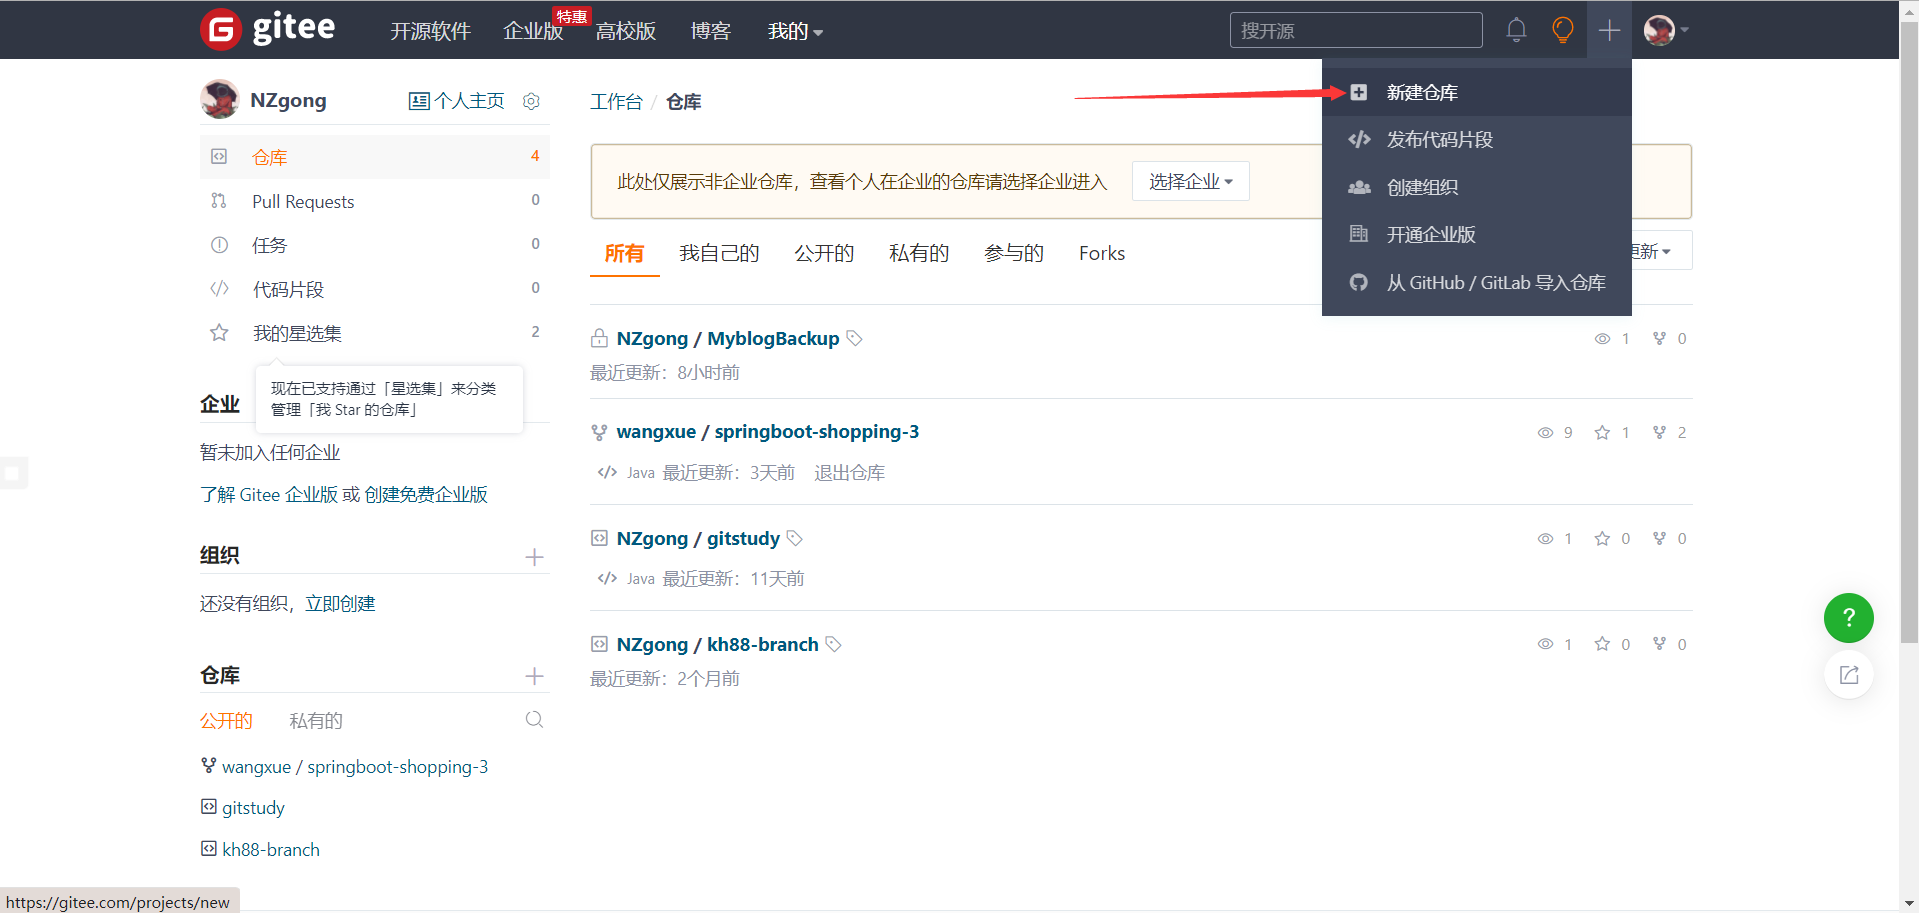 gitee
开源软件
企业版
特惠
高校版
博客
我的
搜开源
NZgong
个人主页
仓库 4
Pull Requests 0
任务 0
代码片段 0
我的星选集 2
现在已支持通过「星选集」来分类
管理「我 Star 的仓库」
企业
暂未加入任何企业
了解 Gitee 企业版 或 创建免费企业版
组织
还没有组织，立即创建
仓库
公开的 私有的
wangxue / springboot-shopping-3
gitstudy
kh88-branch
工作台 / 仓库
此处仅展示非企业仓库，查看个人在企业的仓库请选择企业进入 选择企业
所有 我自己的 公开的 私有的 参与的 Forks
更新
新建仓库
发布代码片段
创建组织
开通企业版
从 GitHub / GitLab 导入仓库
NZgong / MyblogBackup 1 0
最近更新：8小时前
wangxue / springboot-shopping-3 9 1 2
Java 最近更新：3天前 退出仓库
NZgong / gitstudy 1 0 0
Java 最近更新：11天前
NZgong / kh88-branch 1 0 0
最近更新：2个月前
?
https://gitee.com/projects/new